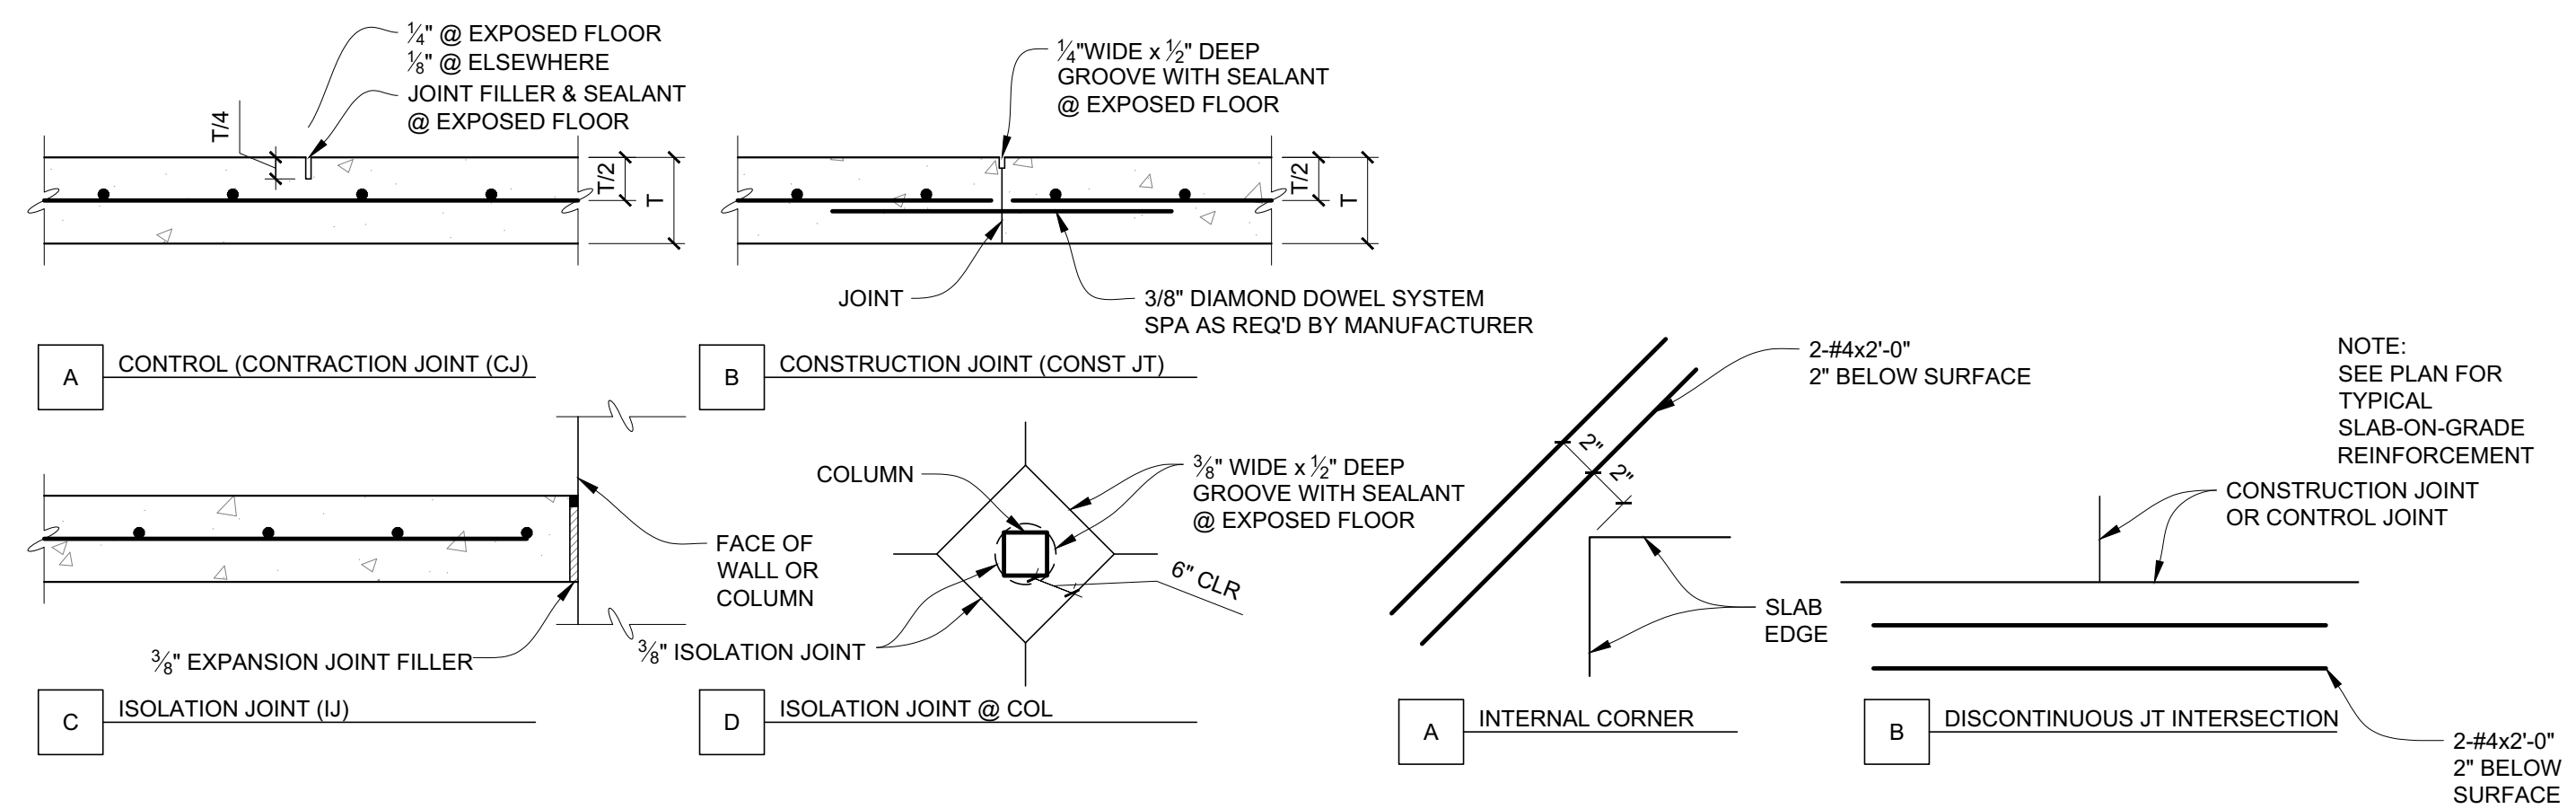 ¼" @ EXPOSED FLOOR
⅛" @ ELSEWHERE
JOINT FILLER & SEALANT
@ EXPOSED FLOOR
T/4
T/2
T
A
CONTROL (CONTRACTION JOINT (CJ)
¼"WIDE x ½" DEEP
GROOVE WITH SEALANT
@ EXPOSED FLOOR
T/2
T
JOINT
3/8" DIAMOND DOWEL SYSTEM
SPA AS REQ'D BY MANUFACTURER
B
CONSTRUCTION JOINT (CONST JT)
FACE OF
WALL OR
COLUMN
⅜" EXPANSION JOINT FILLER
C
ISOLATION JOINT (IJ)
COLUMN
⅜" WIDE x ½" DEEP
GROOVE WITH SEALANT
@ EXPOSED FLOOR
6" CLR
⅜" ISOLATION JOINT
D
ISOLATION JOINT @ COL
2-#4x2'-0"
2" BELOW SURFACE
2"
2"
SLAB
EDGE
A
INTERNAL CORNER
NOTE:
SEE PLAN FOR
TYPICAL
SLAB-ON-GRADE
REINFORCEMENT
CONSTRUCTION JOINT
OR CONTROL JOINT
B
DISCONTINUOUS JT INTERSECTION
2-#4x2'-0"
2" BELOW
SURFACE